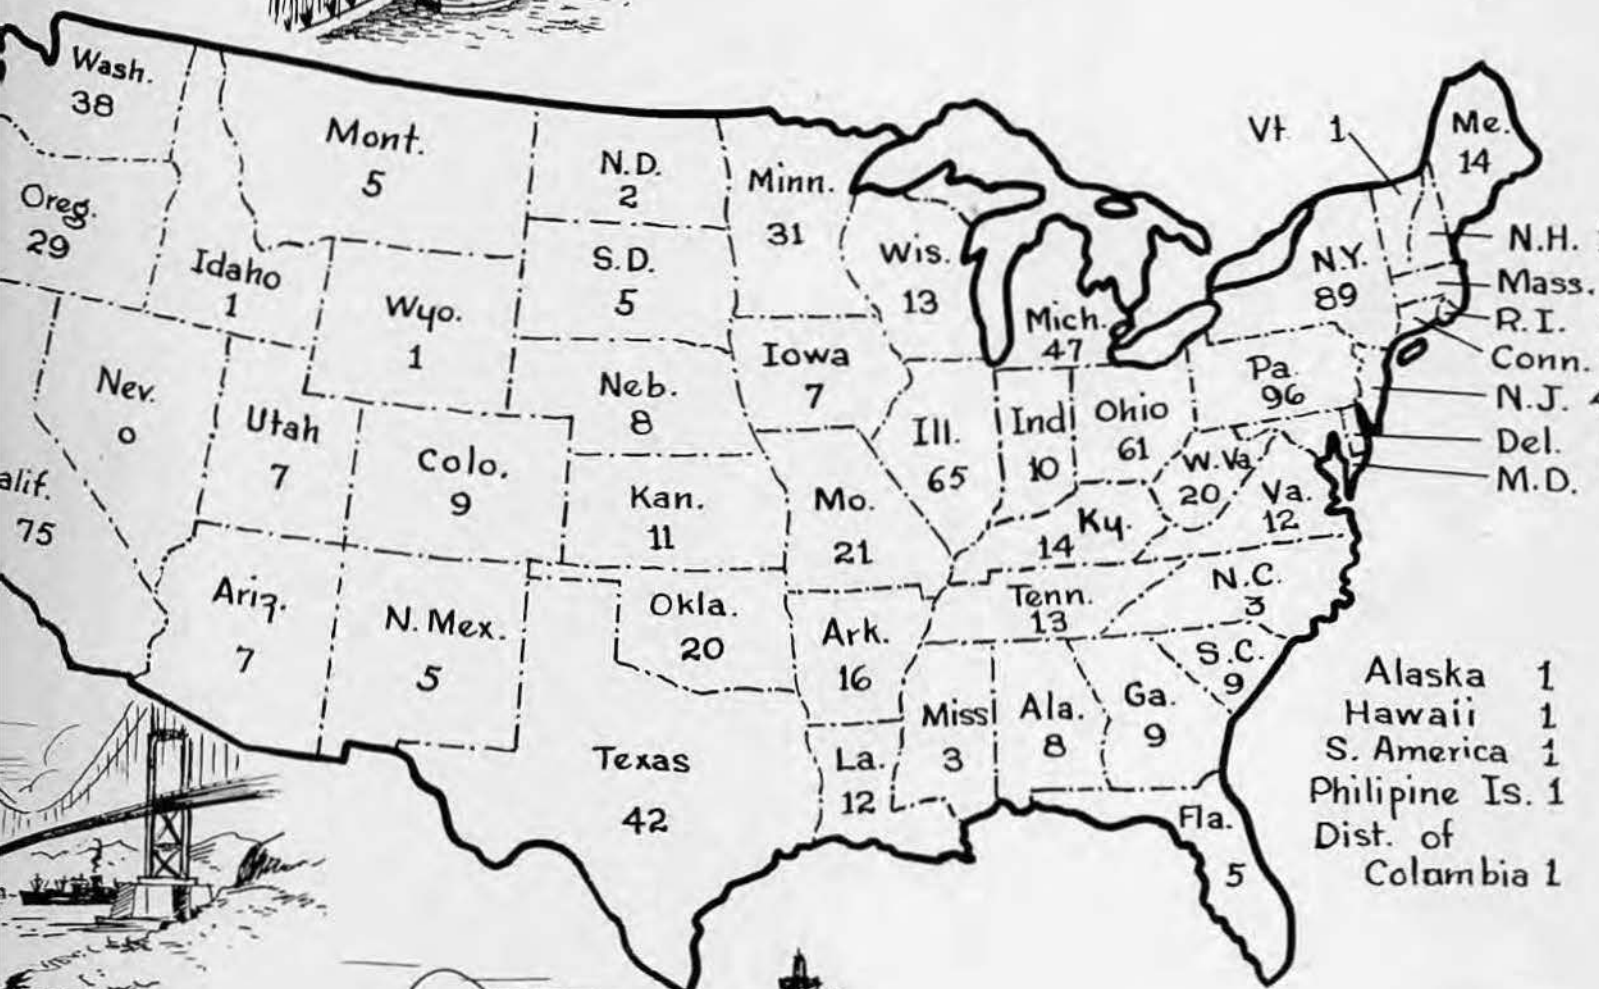 Wash.
38
Oreg.
29
Idaho
1
Mont.
5
Wyo.
1
N.D.
2
S.D.
5
Neb.
8
Kan.
11
Minn.
31
Iowa
7
Wis.
13
Mich.
47
Nev.
0
Utah
7
Colo.
9
alif.
75
Ariz.
7
N. Mex.
5
Okla.
20
Texas
42
Mo.
21
Ark.
16
La.
12
Ill.
65
Ind
10
Ohio
61
Ky.
14
Tenn.
13
Miss
3
Ala.
8
Ga.
9
Fla.
5
S.C.
9
N.C.
3
Va.
12
W.Va.
20
Pa.
96
N.Y.
89
Vt. 1
Me.
14
N.H.
Mass.
R.I.
Conn.
N.J.
Del.
M.D.
Alaska 1
Hawaii 1
S. America 1
Philipine Is. 1
Dist. of
Colambia 1